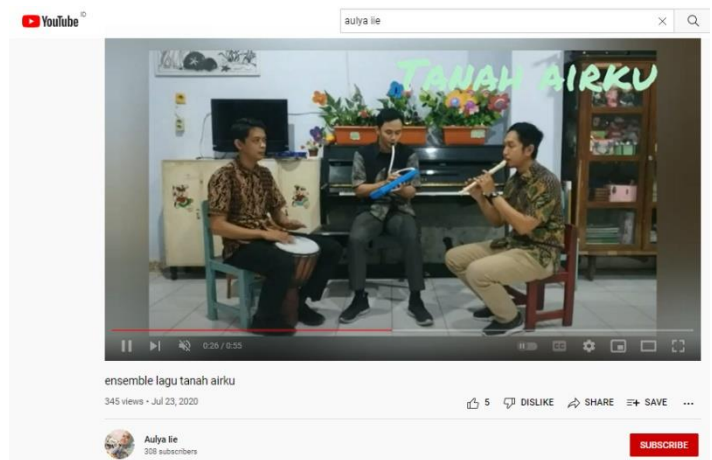 YouTube ID
aulya lie
TANAH AIRKU
0:26 / 0:55
ensemble lagu tanah airku
345 views • Jul 23, 2020
5 DISLIKE SHARE SAVE ...
Aulya lie
308 subscribers
SUBSCRIBE